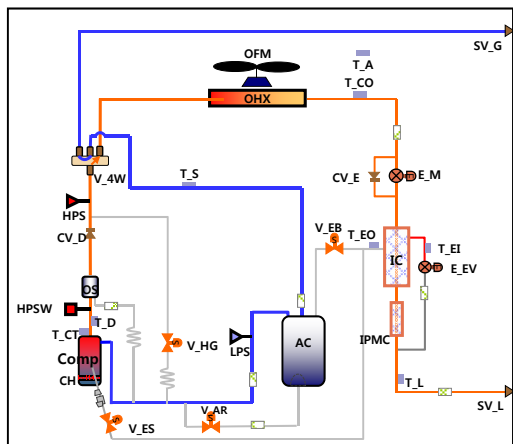 OFM
SV_G
T_A
T_CO
OHX
V_4W
T_S
CV_E
E_M
HPS
CV_D
V_EB
T_EO
T_EI
IC
E_EV
OS
HPSW
T_D
T_CT
V_HG
LPS
AC
IPMC
Comp
CH
T_L
V_AR
V_ES
SV_L
S
S
S
S